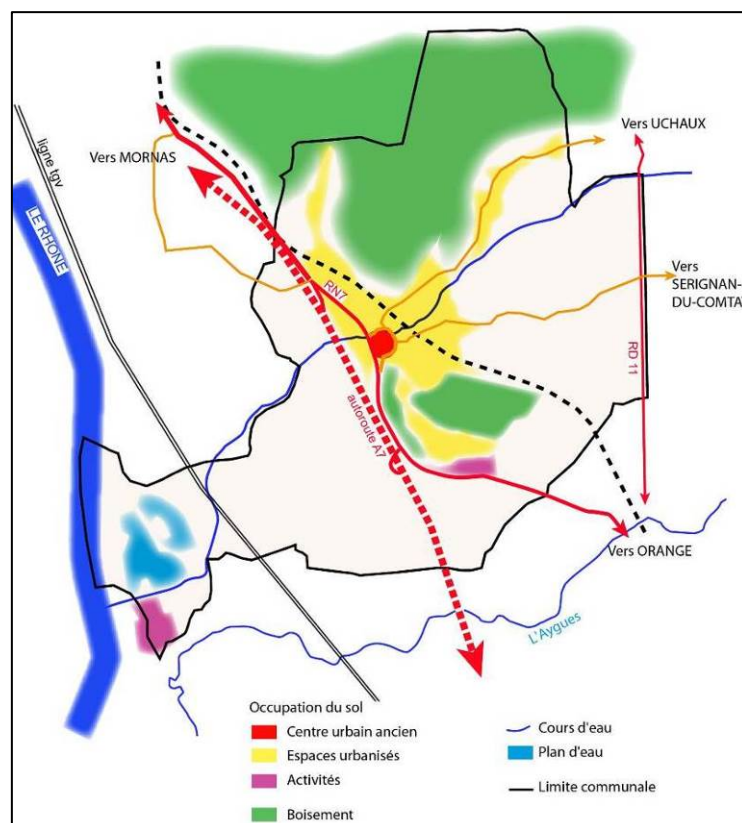 Vers UCHAUX
ligne tgv
Vers MORNAS
LE RHONE
Vers
SERIGNAN-
DU-COMTA
RN7
RD 11
autoroute A7
Vers ORANGE
L'Aygues
Occupation du sol
Centre urbain ancien
Espaces urbanisés
Activités
Boisement
Cours d'eau
Plan d'eau
Limite communale